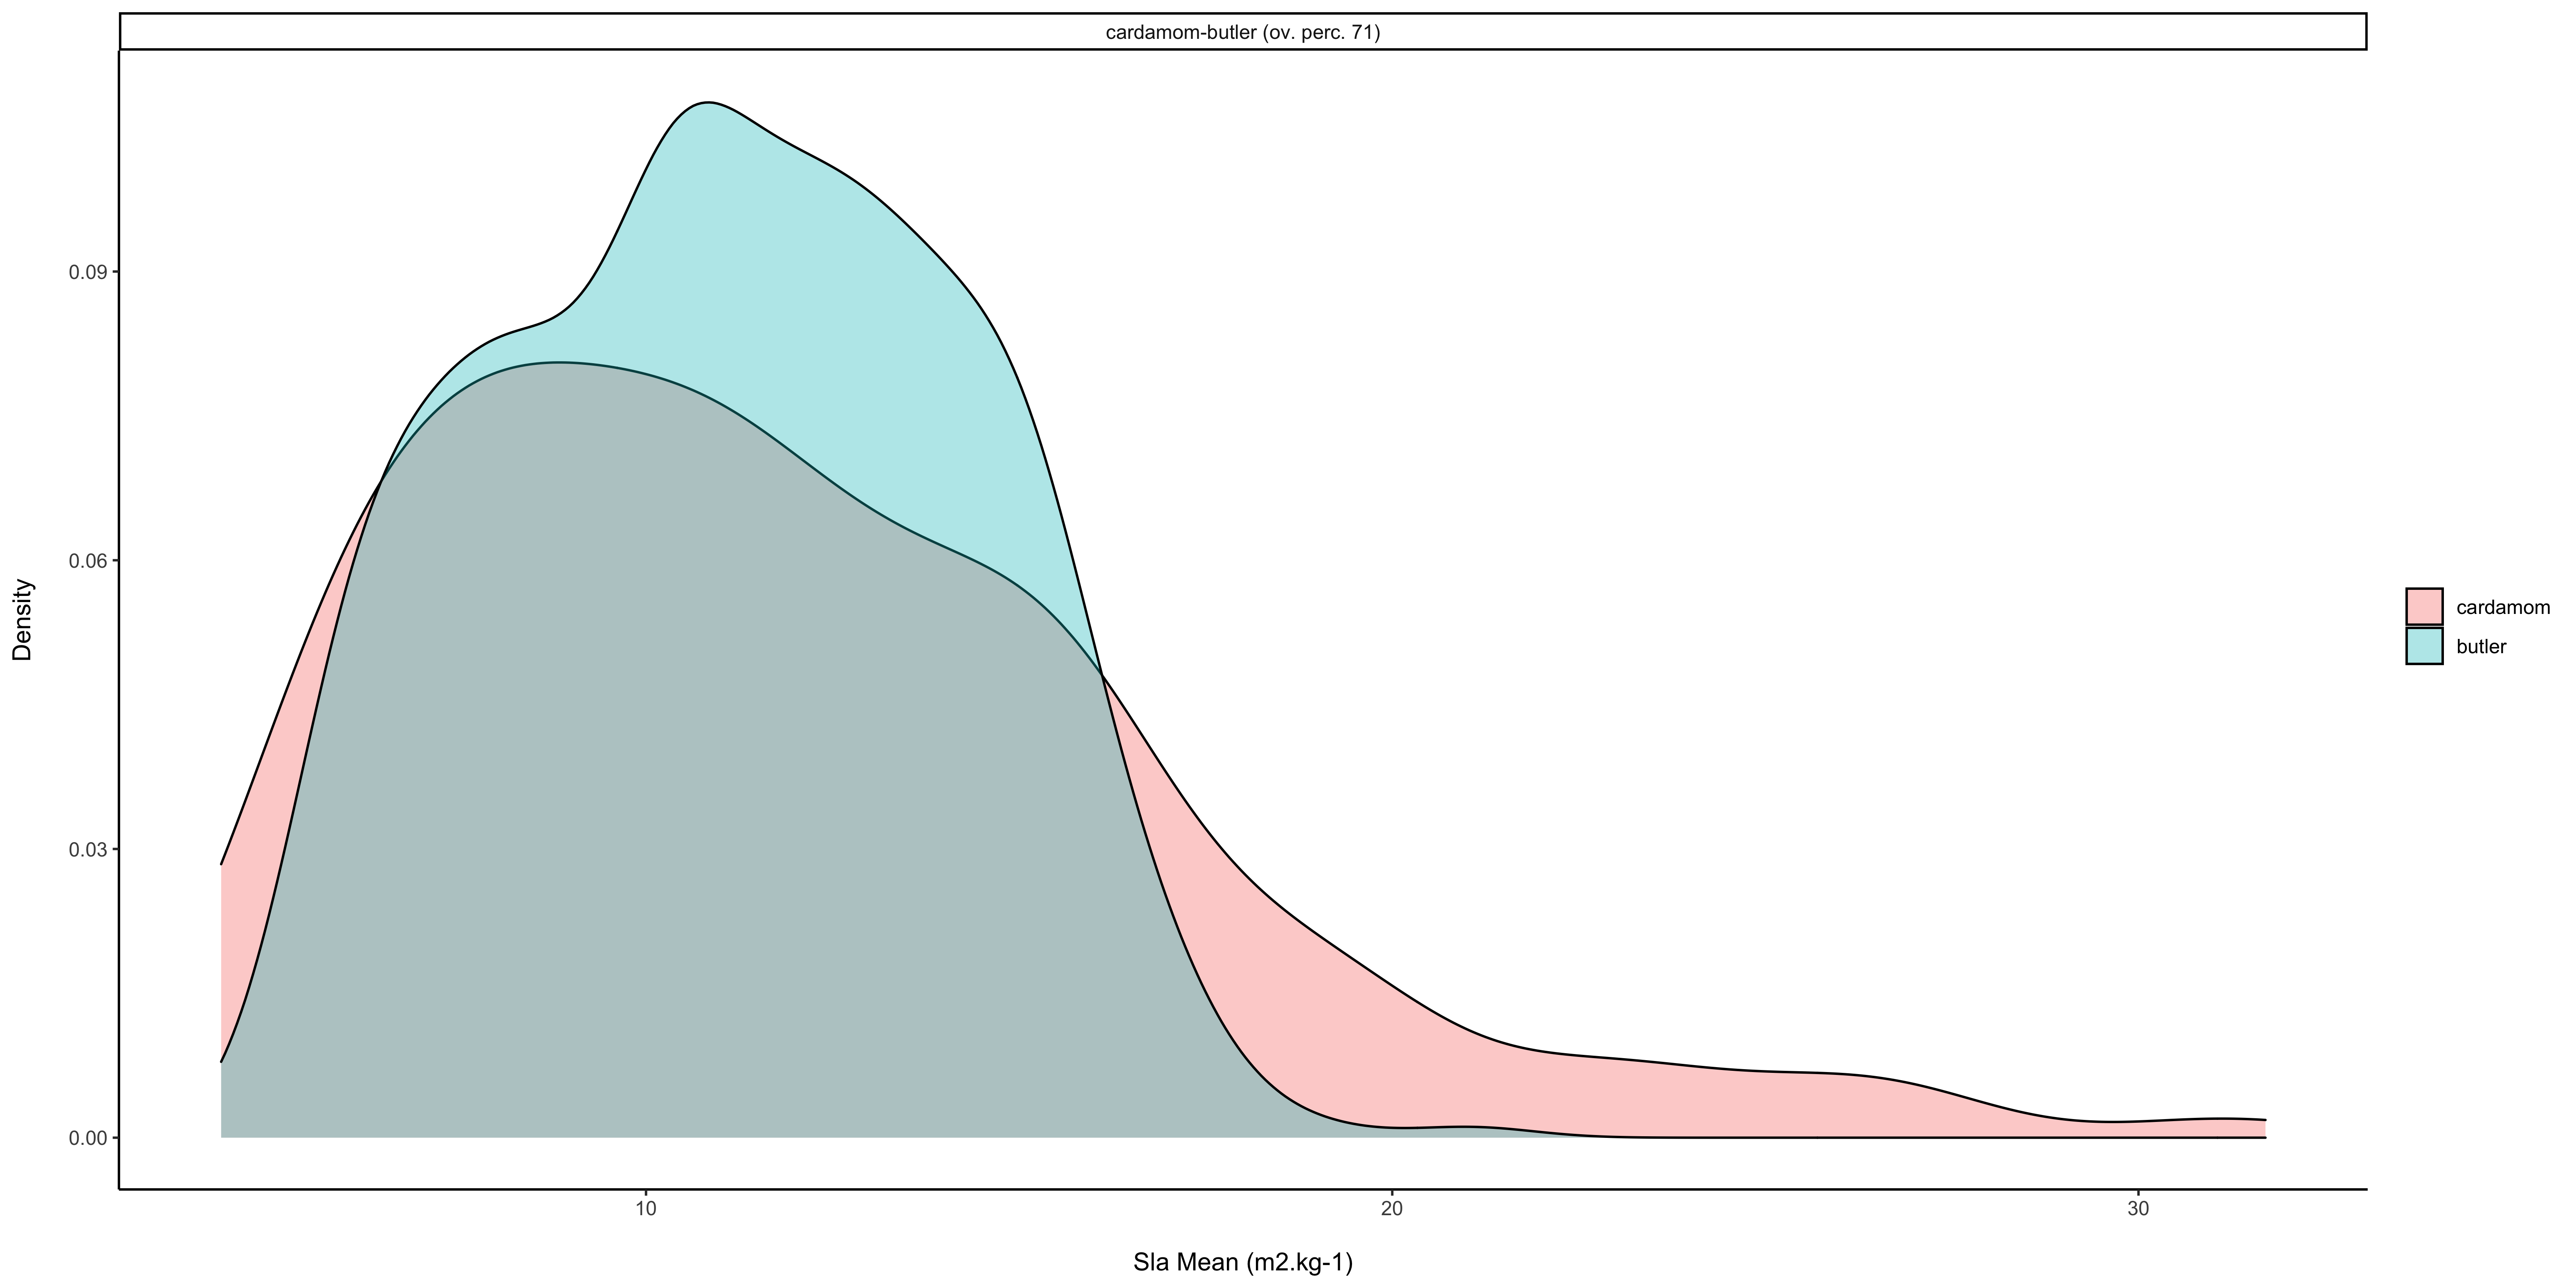 cardamom-butler (ov. perc. 71)
Density
0.09
0.06
0.03
0.00
10
20
30
Sla Mean (m2.kg-1)
cardamom
butler